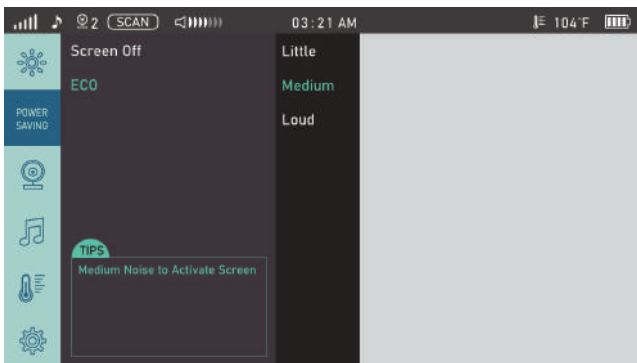 2 SCAN 03:21 AM 104°F
Screen Off Little
ECO Medium
POWER
SAVING
Loud
TIPS
Medium Noise to Activate Screen